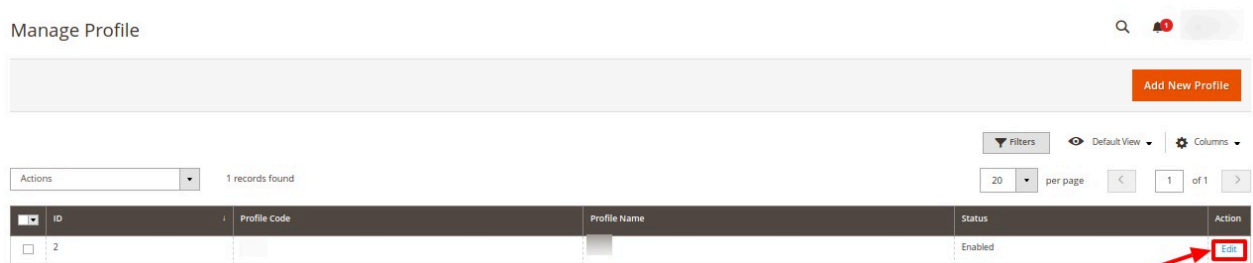 Manage Profile
1
Add New Profile
Filters
Default View
Columns
Actions
1 records found
20
per page
1
of 1
ID
Profile Code
Profile Name
Status
Action
2
Enabled
Edit